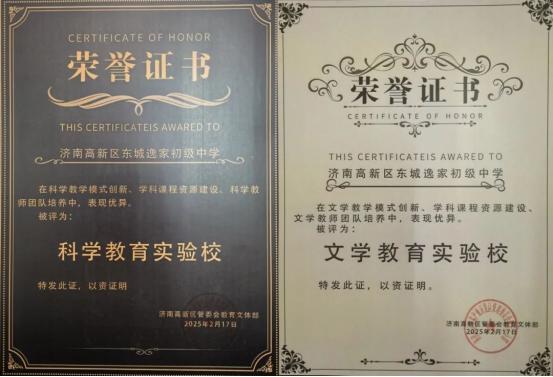 CERTIFICATE OF HONOR
荣誉证书
THIS CERTIFICATEIS AWARED TO
济南高新区东城逸家初级中学
在科学教学模式创新、学科课程资源建设、科学教
师团队培养中，表现优异。
被评为：
科学教育实验校
特发此证，以资证明
济南高新区管委会教育文体部
2025年2月17日
荣誉证书
CERTIFICATE OF HONOR
THIS CERTIFICATEIS AWARED TO
济南高新区东城逸家初级中学
在文学教学模式创新、学科课程资源建设、
文学教师团队培养中，表现优异。
被评为：
文学教育实验校
特发此证，以资证明。
济南高新区管委会教育文体部
2025年2月17日